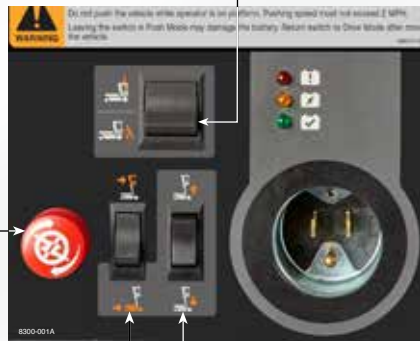 Do not push the vehicle while operator is on platform. Pushing speed must not exceed 2 MPH.
Leaving the switch in Push Mode may damage the battery. Return switch to Drive Mode after
the vehicle.
WARNING
8300-001A